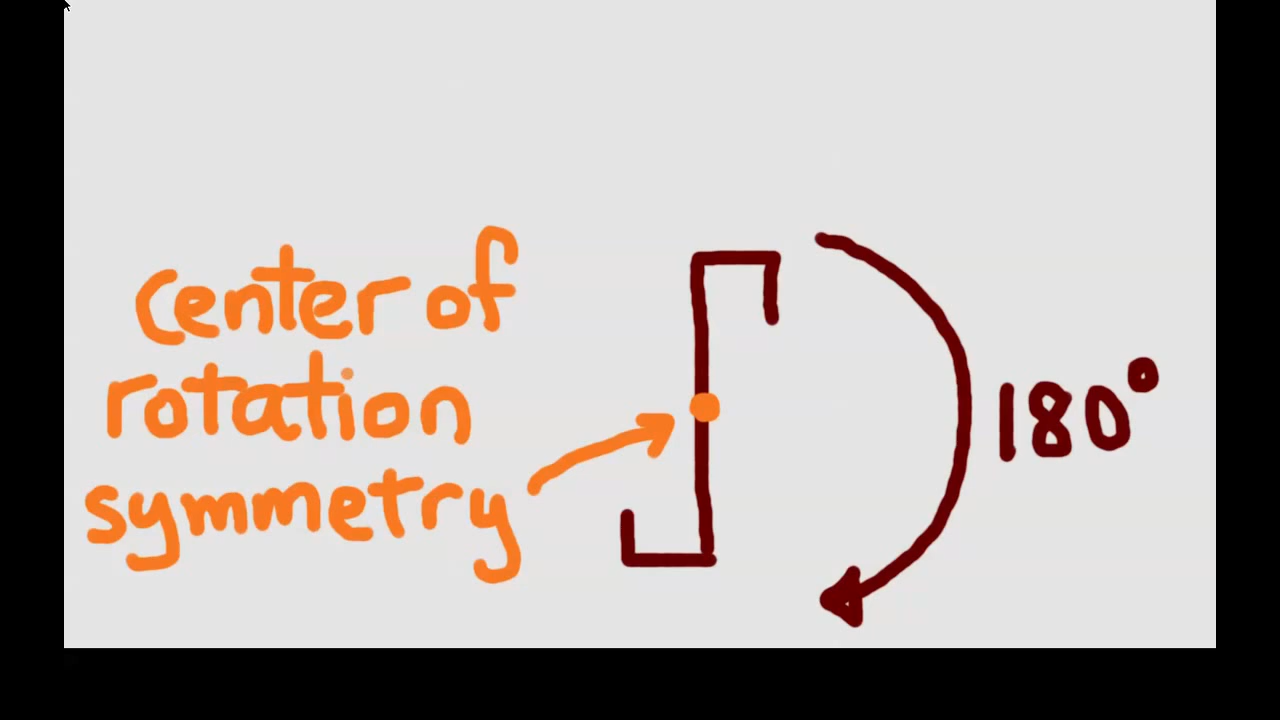 center of
rotation
symmetry
180°